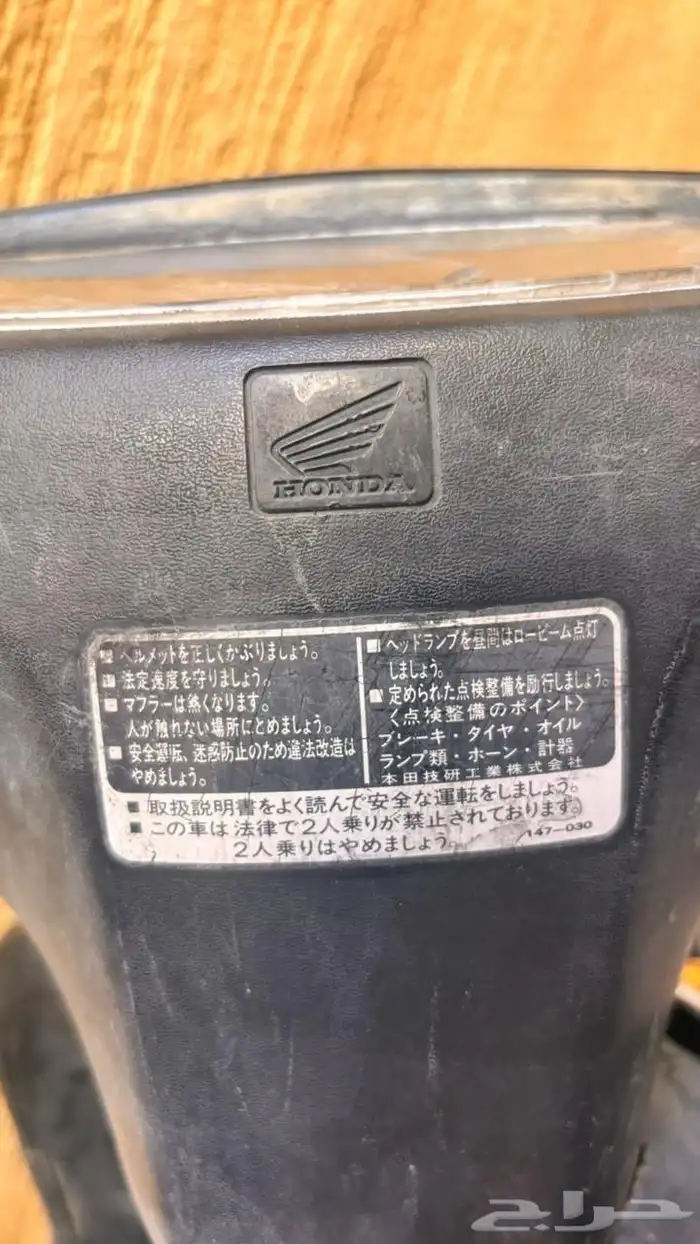 HONDA
■ ヘルメットを正しくかぶりましょう。
■ 法定速度を守りましょう。
■ マフラーは熱くなります。
人が触れない場所にとめましょう。
■ 安全運転、迷惑防止のため違法改造は
やめましょう。
■ ヘッドランプを昼間はロービーム点灯
しましょう。
■ 定められた点検整備を励行しましょう。
〈点検整備のポイント〉
ブレーキ・タイヤ・オイル
ランプ類・ホーン・計器
本田技研工業株式会社
■ 取扱説明書をよく読んで安全な運転をしましょう。
■ この車は法律で2人乗りが禁止されております。
2人乗りはやめましょう。
147-030
حراج